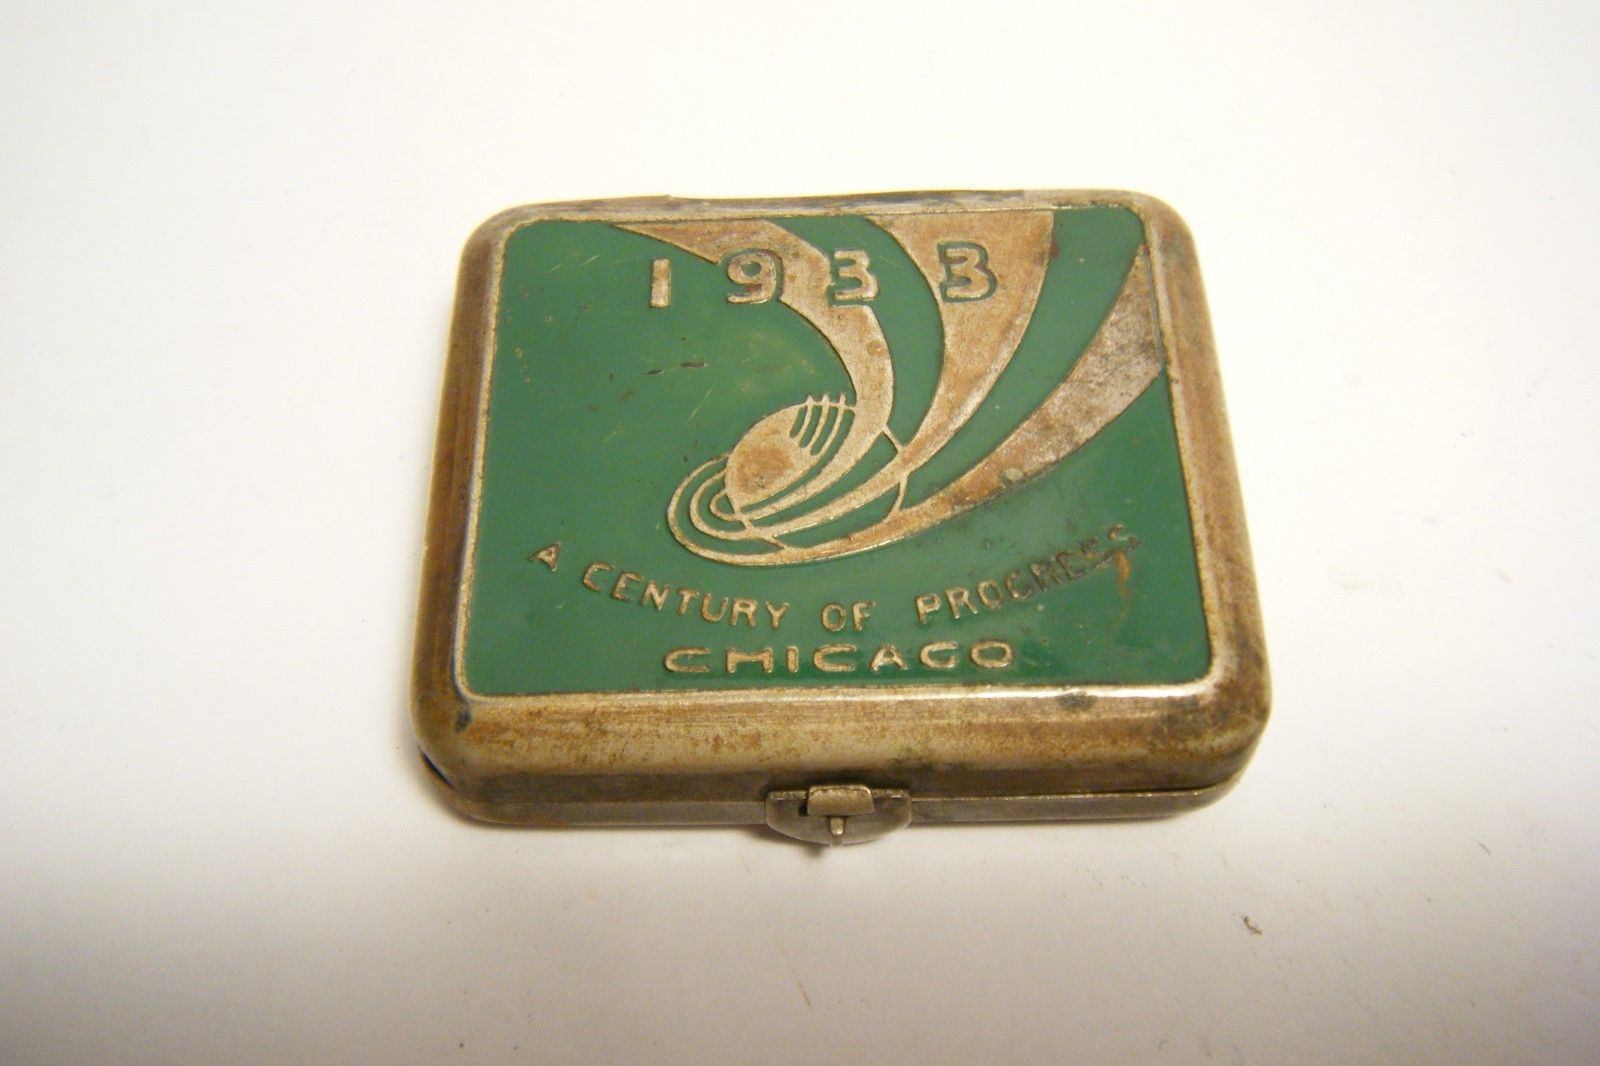 1933
A CENTURY OF PROGRESS
CHICAGO